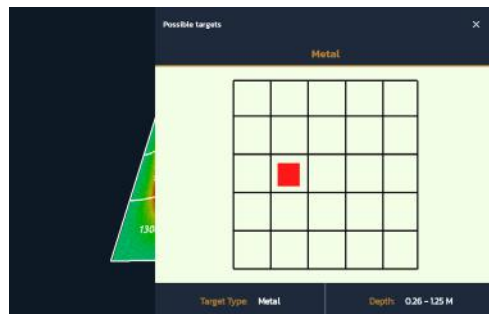 Possible targets ×
Metal
130
Target Type: Metal
Depth: 0.26 - 1.25 M